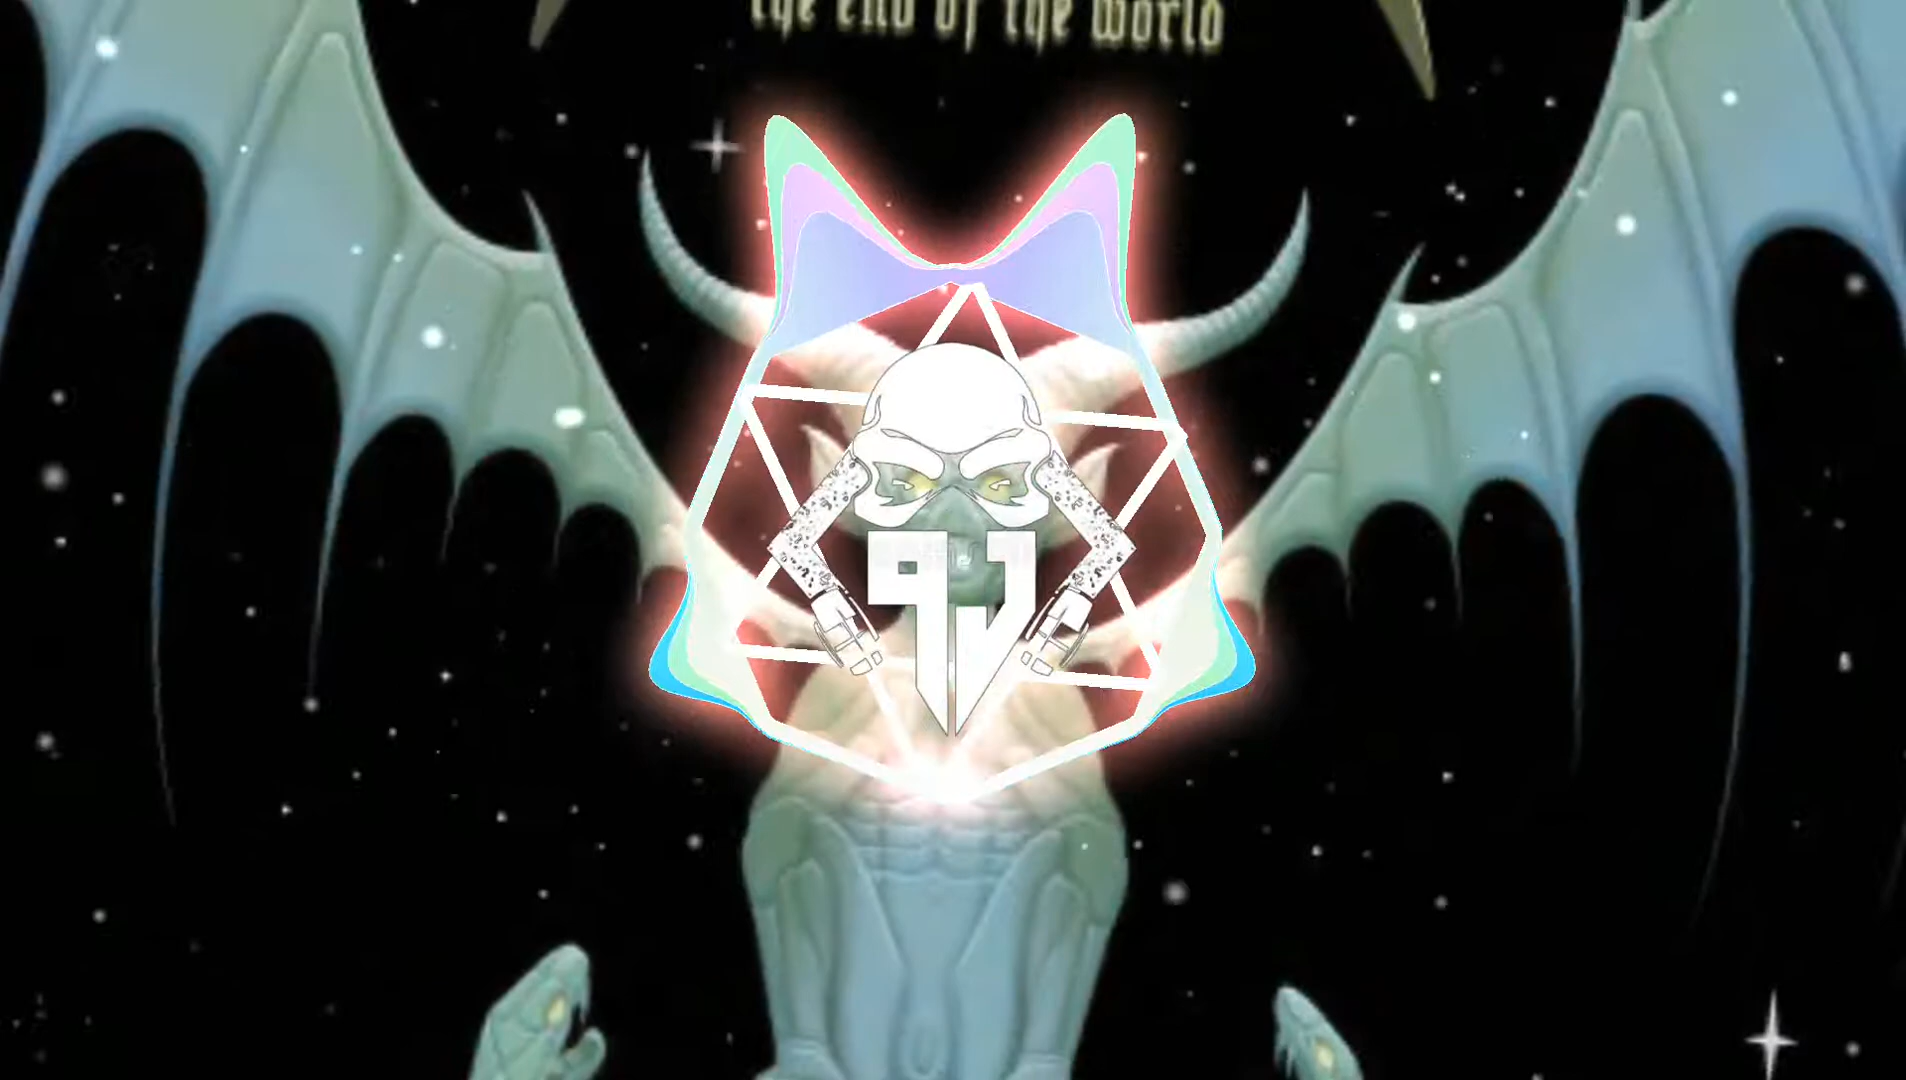 the end of the world